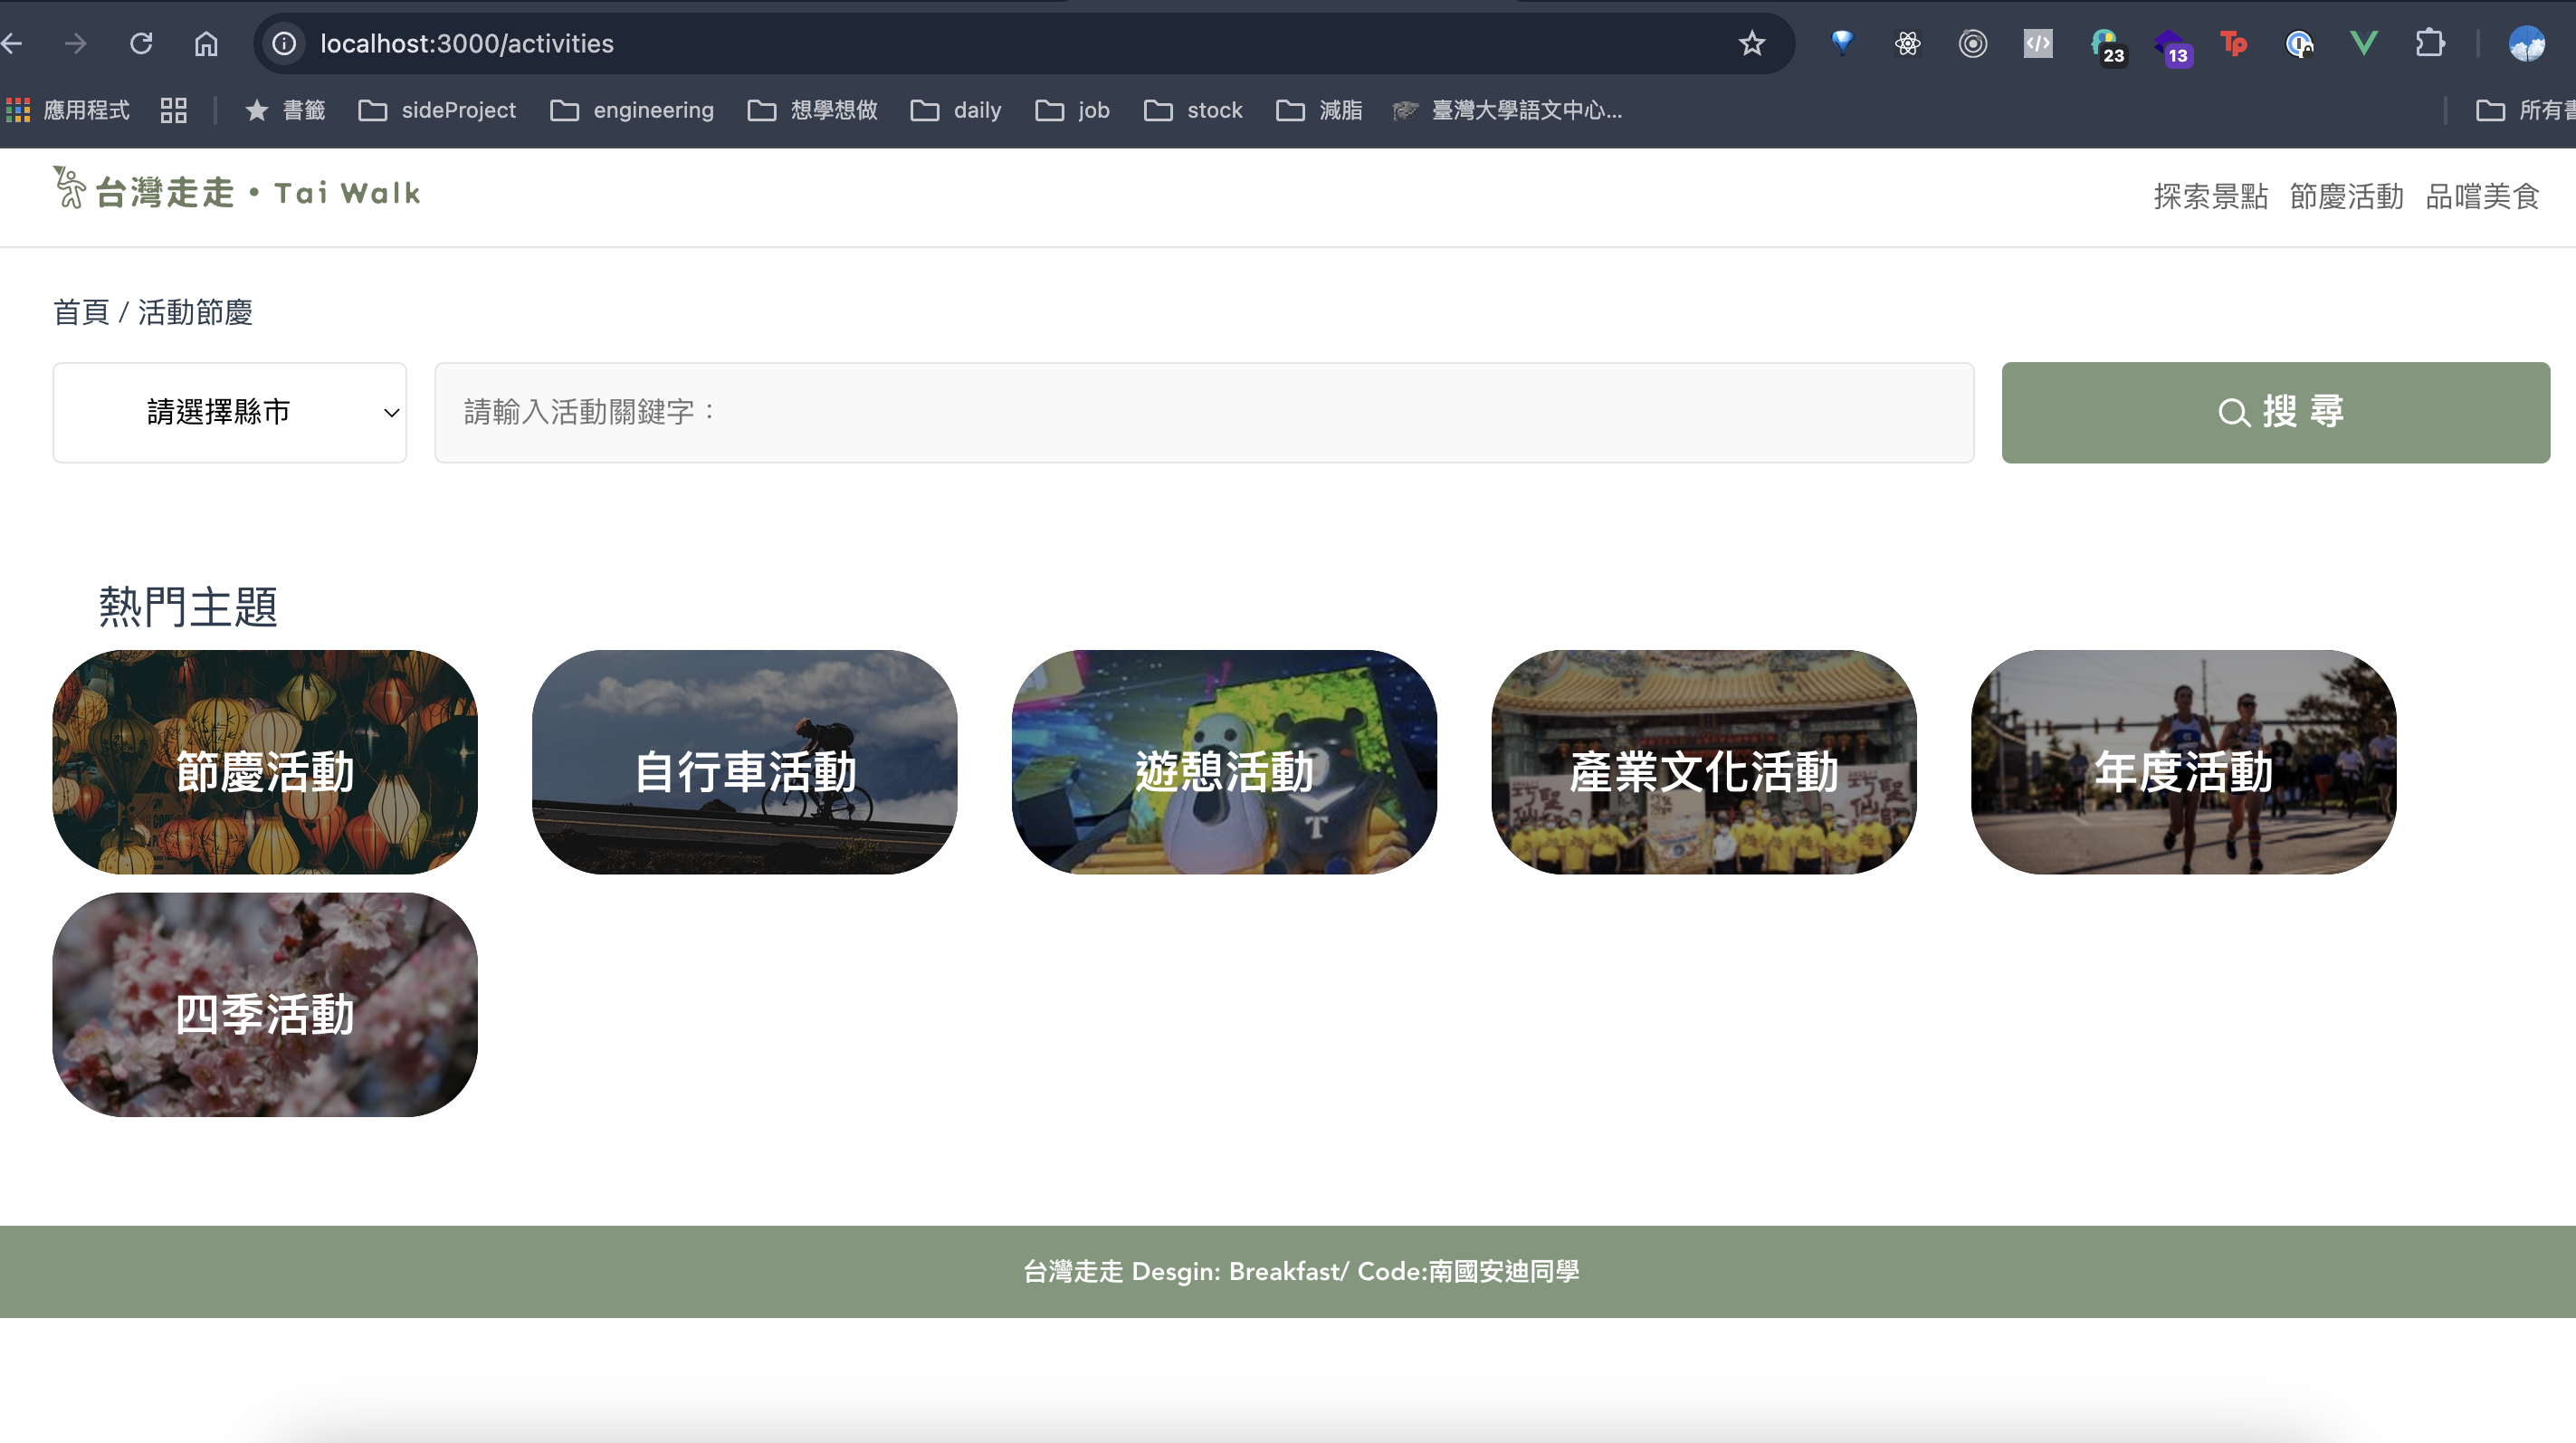 localhost:3000/activities
23
13
Tp
應用程式
書籤
sideProject
engineering
想學想做
daily
job
stock
減脂
臺灣大學語文中心...
所有書
台灣走走・Tai Walk
探索景點 節慶活動 品嚐美食
首頁 / 活動節慶
請選擇縣市
請輸入活動關鍵字：
搜 尋
熱門主題
節慶活動
自行車活動
遊憩活動
產業文化活動
年度活動
四季活動
台灣走走 Desgin: Breakfast/ Code:南國安迪同學